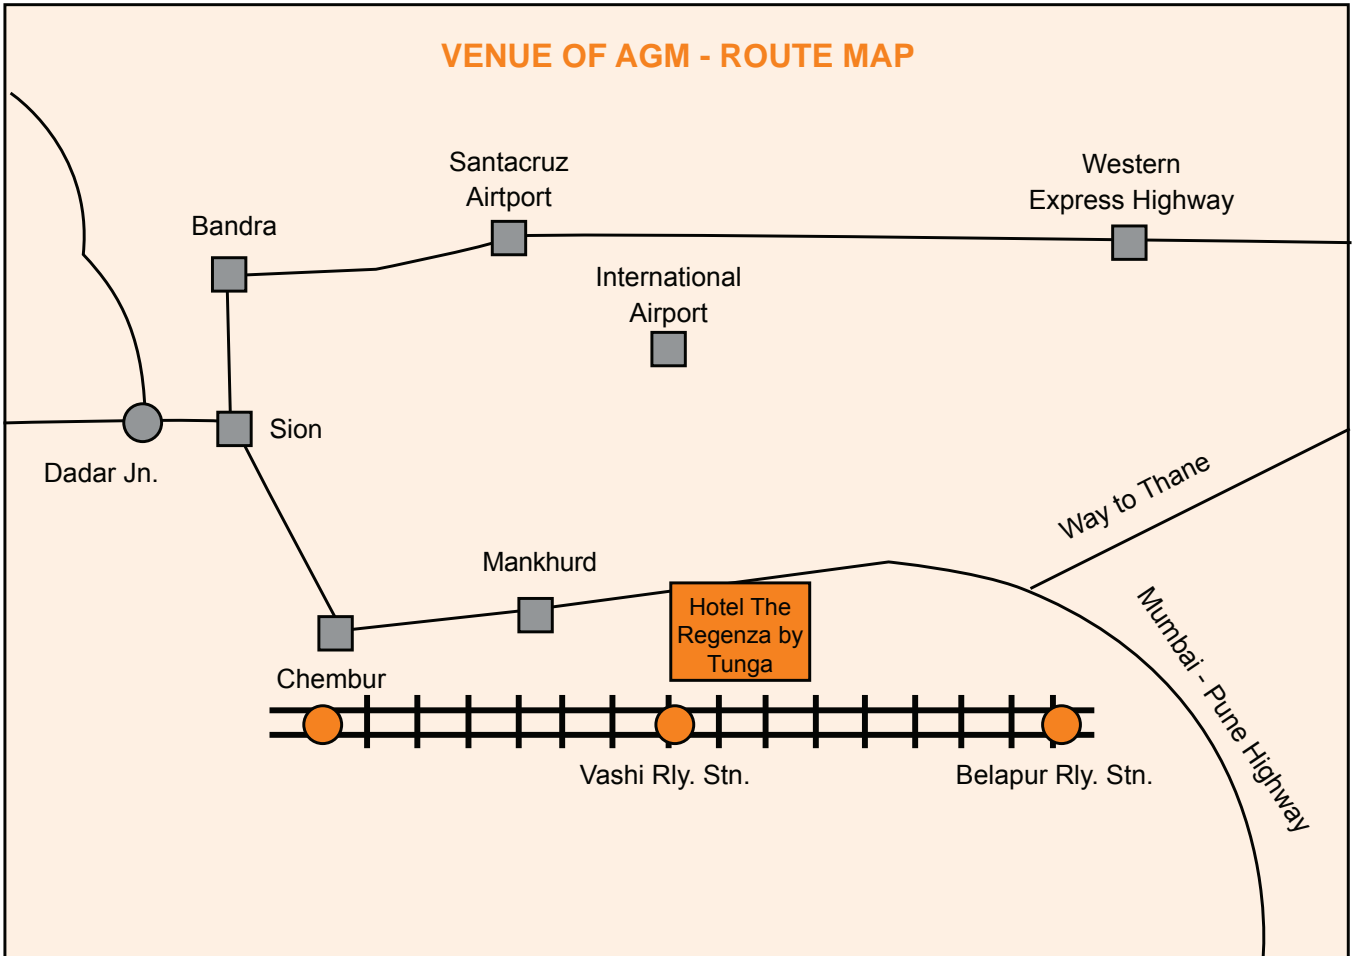 VENUE OF AGM - ROUTE MAP
Santacruz
Airtport
Western
Express Highway
Bandra
International
Airport
Sion
Dadar Jn.
Way to Thane
Mankhurd
Hotel The
Regenza by
Tunga
Mumbai - Pune Highway
Chembur
Vashi Rly. Stn.
Belapur Rly. Stn.